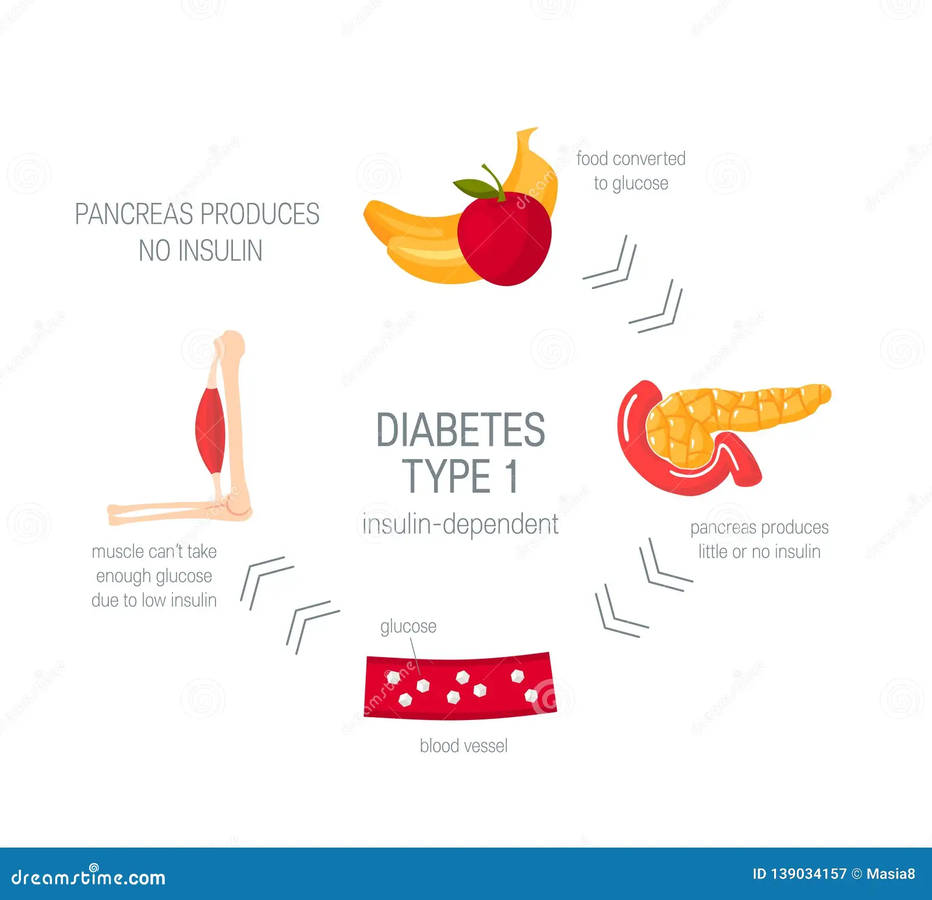 food converted
to glucose
PANCREAS PRODUCES
NO INSULIN
DIABETES
TYPE 1
insulin-dependent
pancreas produces
little or no insulin
muscle can't take
enough glucose
due to low insulin
glucose
blood vessel
dreamstime.com
ID 139034157 © Masia8